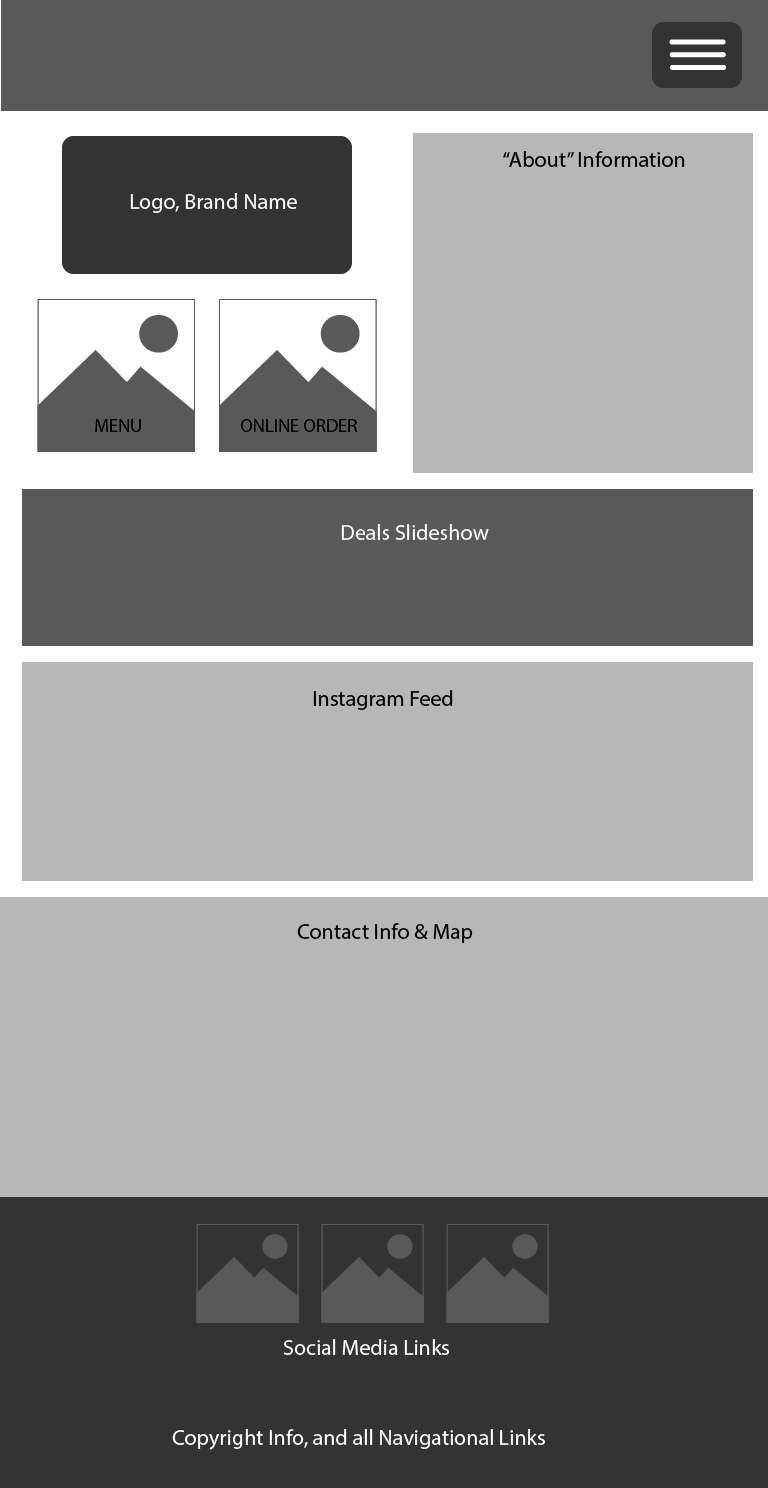 Logo, Brand Name
“About” Information
MENU
ONLINE ORDER
Deals Slideshow
Instagram Feed
Contact Info & Map
Social Media Links
Copyright Info, and all Navigational Links